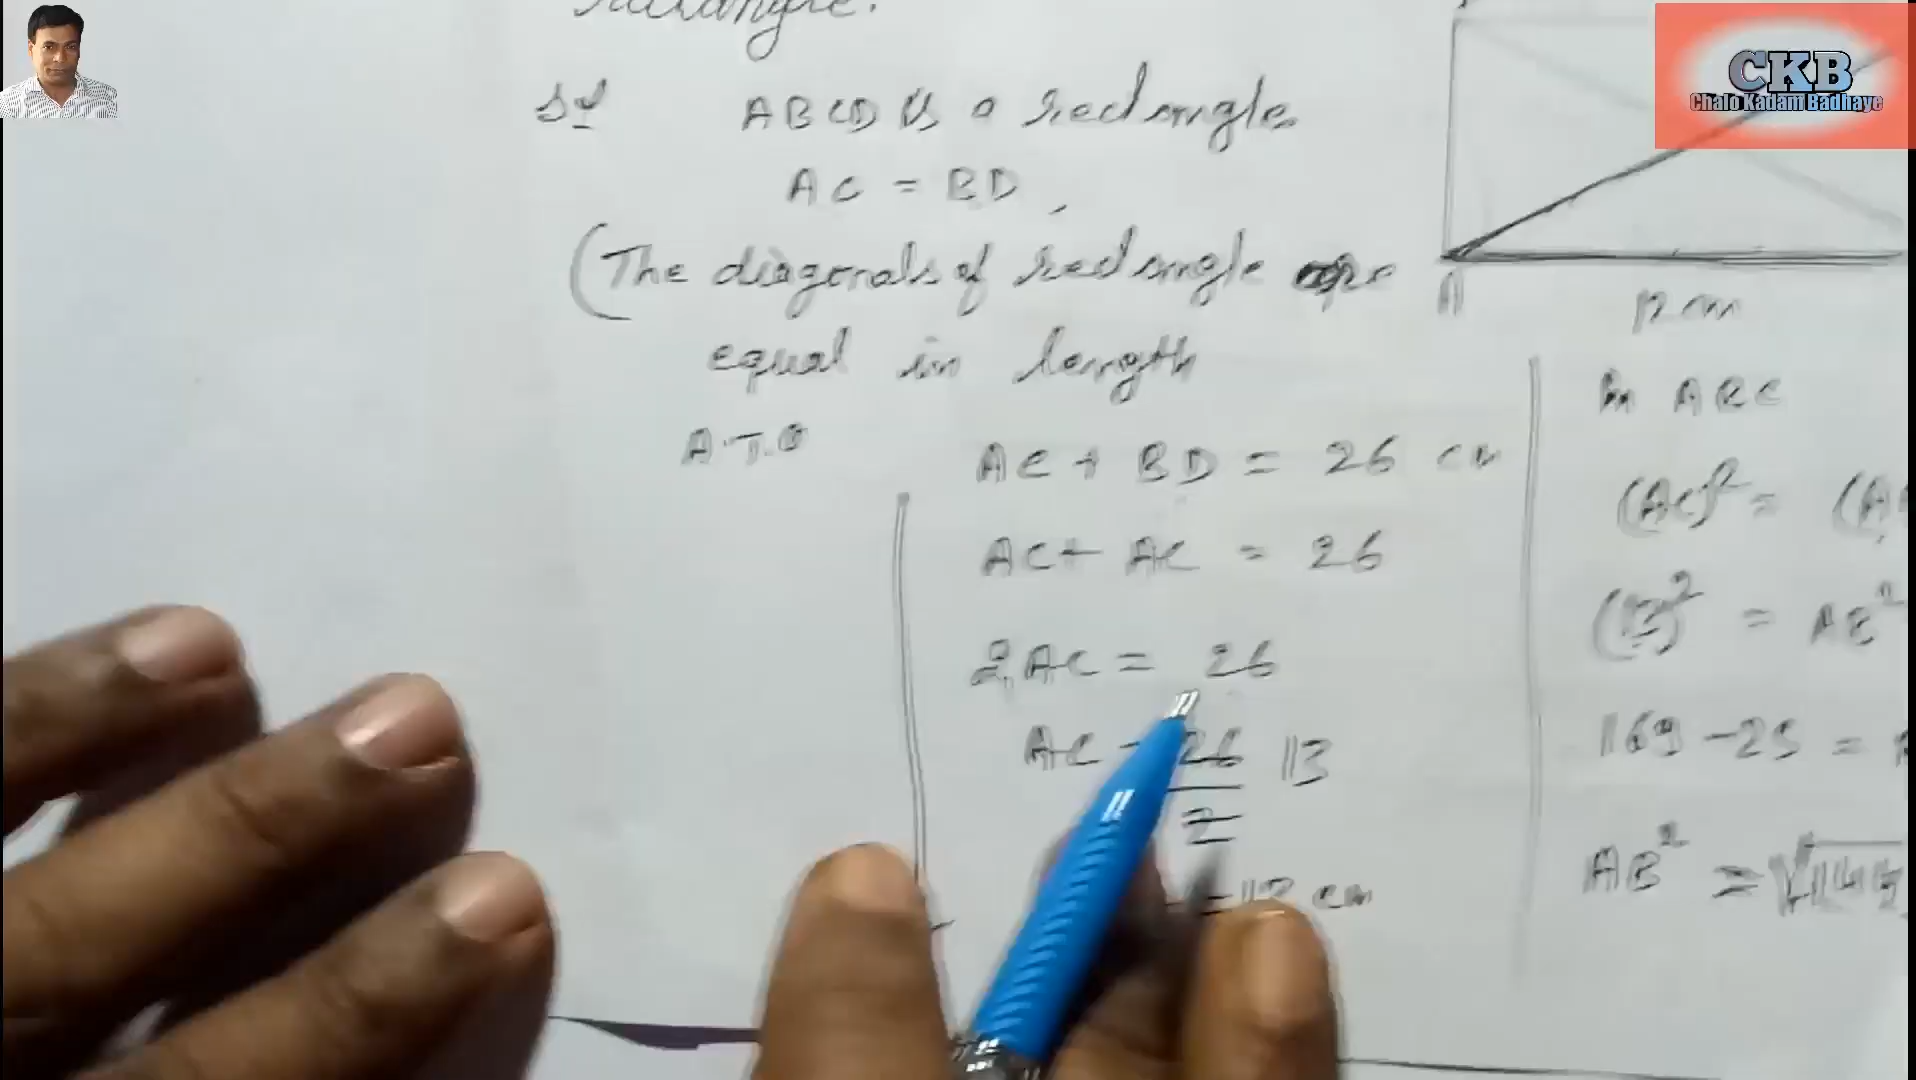 rectangle.
CKB
Chalo Kadam Badhaye
Sol ABCD is a rectangle
AC = BD,
(The diagonals of rectangle are
equal in length
A.T.Q
AC + BD = 26 cm
AC + AC = 26
2AC = 26
AC = 26 13
2
13 cm
A
12 cm
In ABC
(AC)² = (A
(13)² = AB²
169 - 25 =
AB² = √144